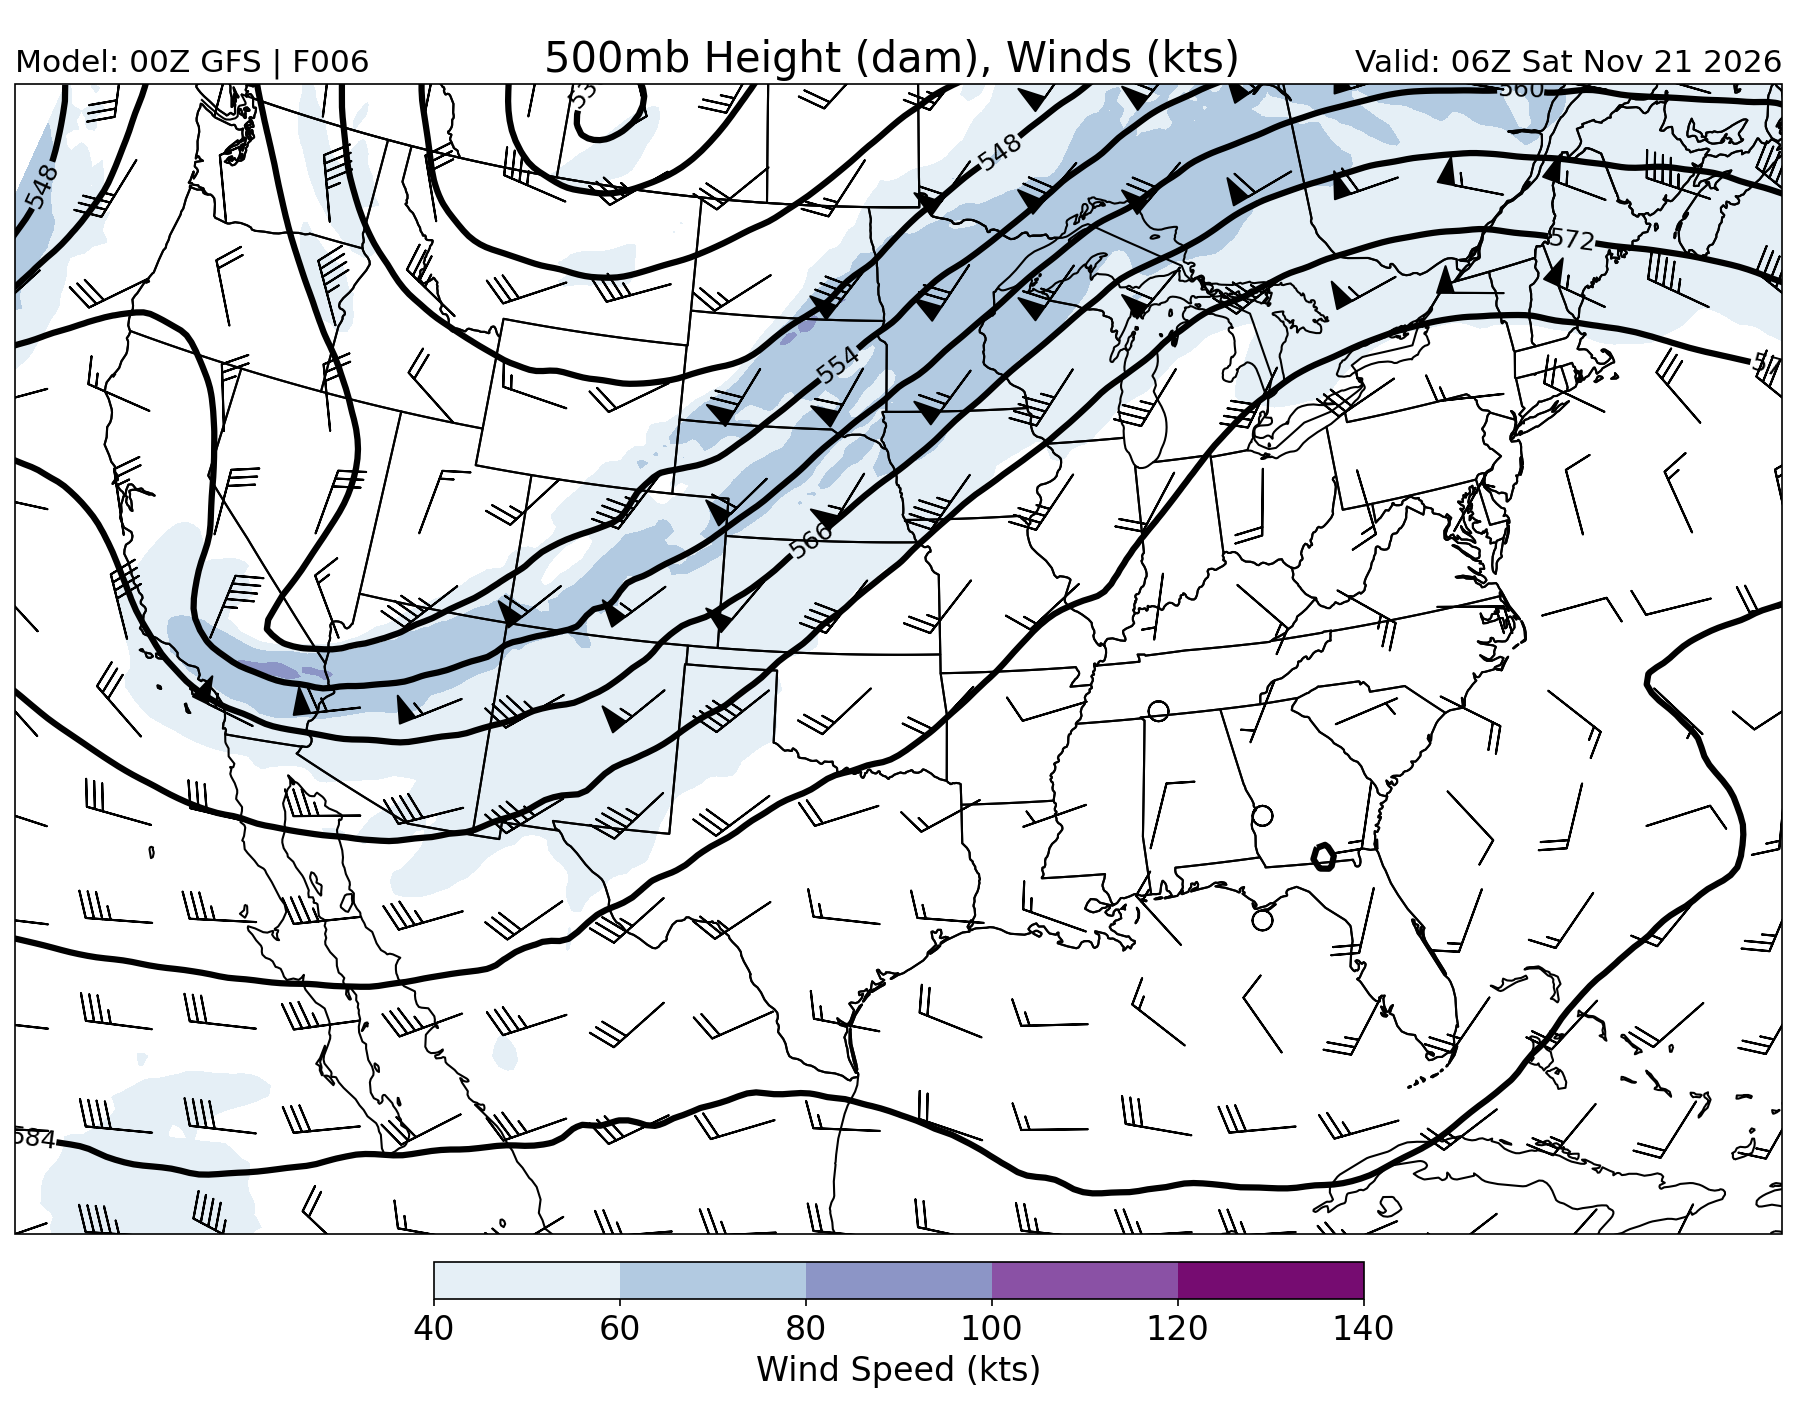 Model: 00Z GFS | F006
500mb Height (dam), Winds (kts)
Valid: 06Z Sat Nov 21 2026
560
548
548
572
554
566
584
40 60 80 100 120 140
Wind Speed (kts)